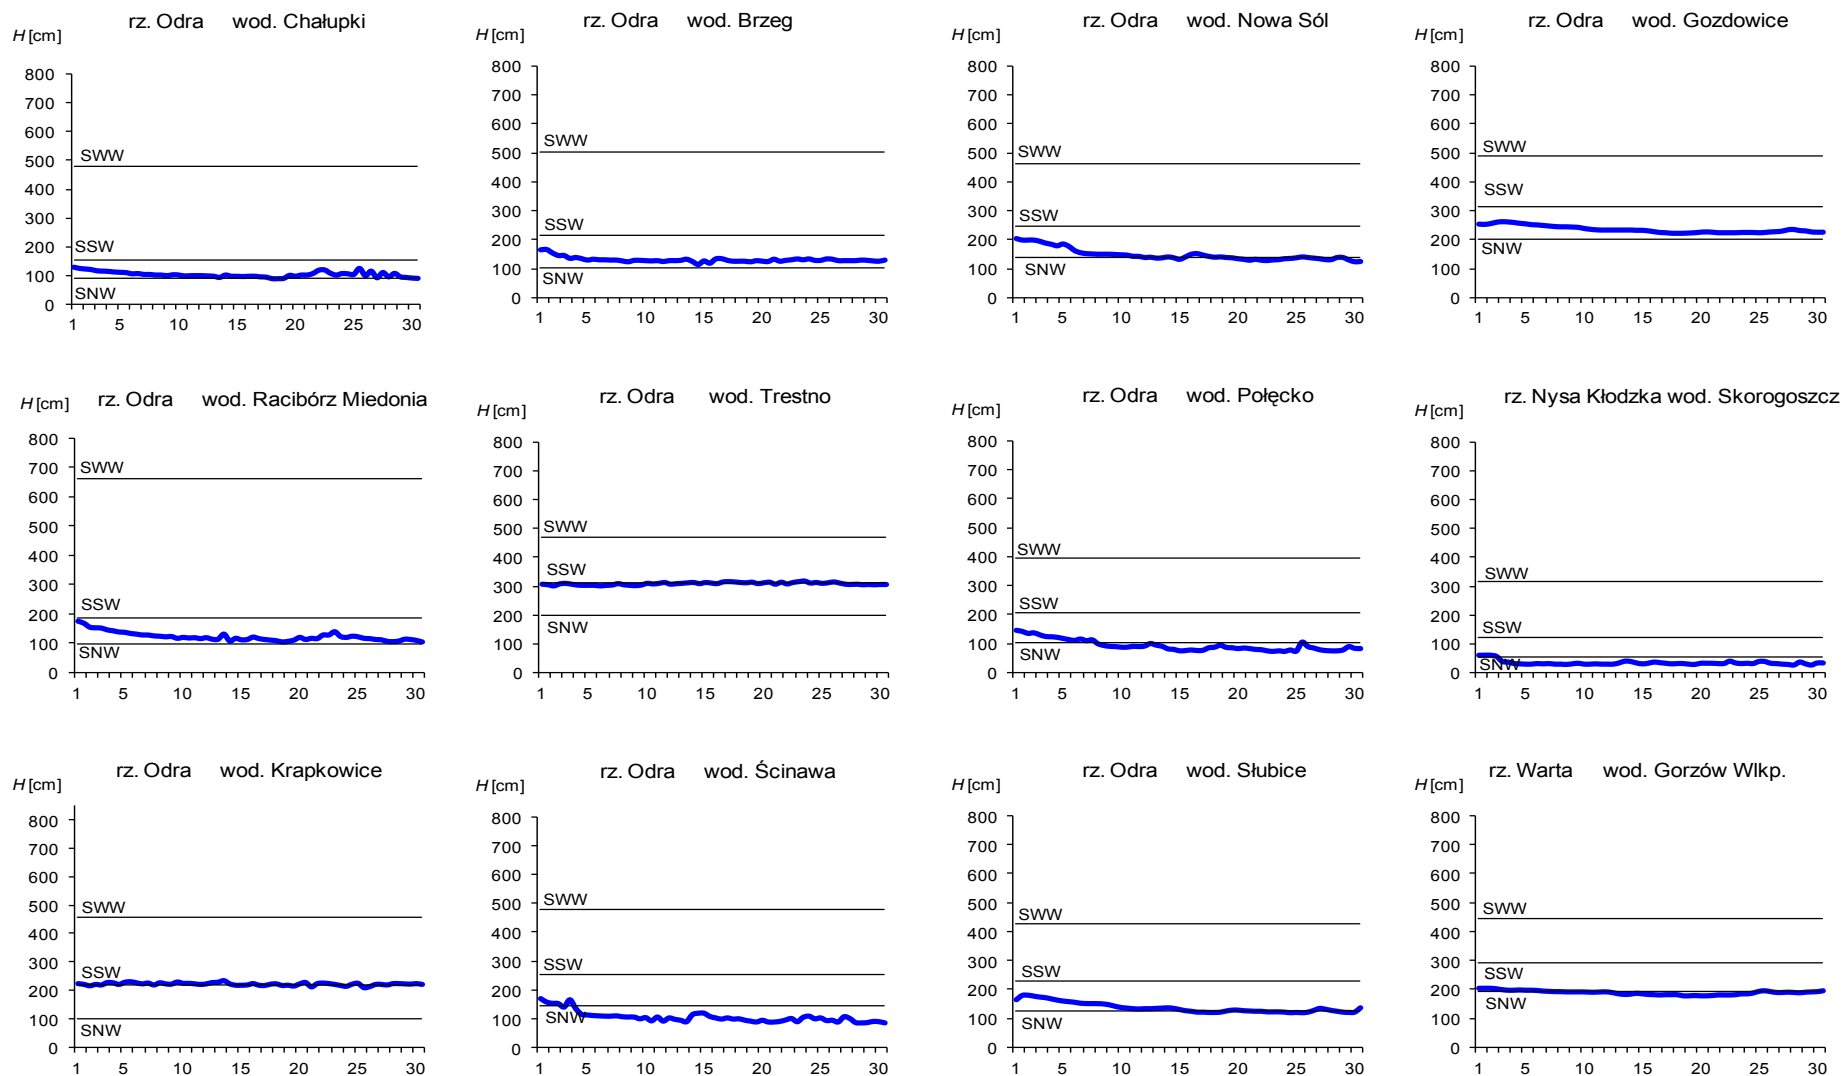 rz. Odra wod. Chałupki
H [cm]
800
700
600
500
400
300
200
100
0
SWW
SSW
SNW
1 5 10 15 20 25 30
rz. Odra wod. Brzeg
H [cm]
800
700
600
500
400
300
200
100
0
SWW
SSW
SNW
1 5 10 15 20 25 30
rz. Odra wod. Nowa Sól
H [cm]
800
700
600
500
400
300
200
100
0
SWW
SSW
SNW
1 5 10 15 20 25 30
rz. Odra wod. Gozdowice
H [cm]
800
700
600
500
400
300
200
100
0
SWW
SSW
SNW
1 5 10 15 20 25 30
rz. Odra wod. Racibórz Miedonia
H [cm]
800
700
600
500
400
300
200
100
0
SWW
SSW
SNW
1 5 10 15 20 25 30
rz. Odra wod. Trestno
H [cm]
800
700
600
500
400
300
200
100
0
SWW
SSW
SNW
1 5 10 15 20 25 30
rz. Odra wod. Połęcko
H [cm]
800
700
600
500
400
300
200
100
0
SWW
SSW
SNW
1 5 10 15 20 25 30
rz. Nysa Kłodzka wod. Skorogoszcz
H [cm]
800
700
600
500
400
300
200
100
0
SWW
SSW
SNW
1 5 10 15 20 25 30
rz. Odra wod. Krapkowice
H [cm]
800
700
600
500
400
300
200
100
0
SWW
SSW
SNW
1 5 10 15 20 25 30
rz. Odra wod. Ścinawa
H [cm]
800
700
600
500
400
300
200
100
0
SWW
SSW
SNW
1 5 10 15 20 25 30
rz. Odra wod. Słubice
H [cm]
800
700
600
500
400
300
200
100
0
SWW
SSW
SNW
1 5 10 15 20 25 30
rz. Warta wod. Gorzów Wlkp.
H [cm]
800
700
600
500
400
300
200
100
0
SWW
SSW
SNW
1 5 10 15 20 25 30